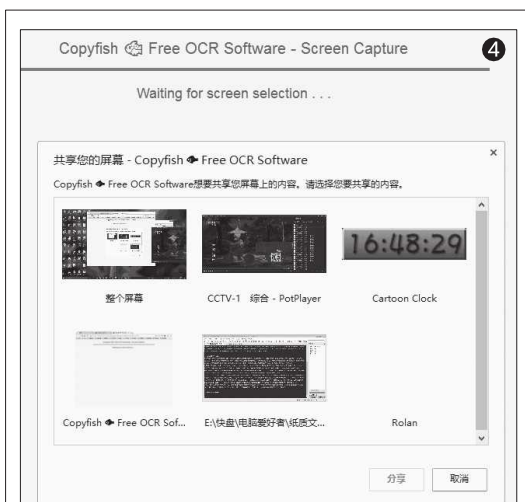 Copyfish Free OCR Software - Screen Capture
4
Waiting for screen selection . . .
共享您的屏幕 - Copyfish Free OCR Software
×
Copyfish Free OCR Software想要共享您屏幕上的内容。请选择您要共享的内容。
16:48:29
整个屏幕
CCTV-1 综合 - PotPlayer
Cartoon Clock
Copyfish Free OCR Sof...
E:\快盘\电脑爱好者\纸质文...
Rolan
分享
取消